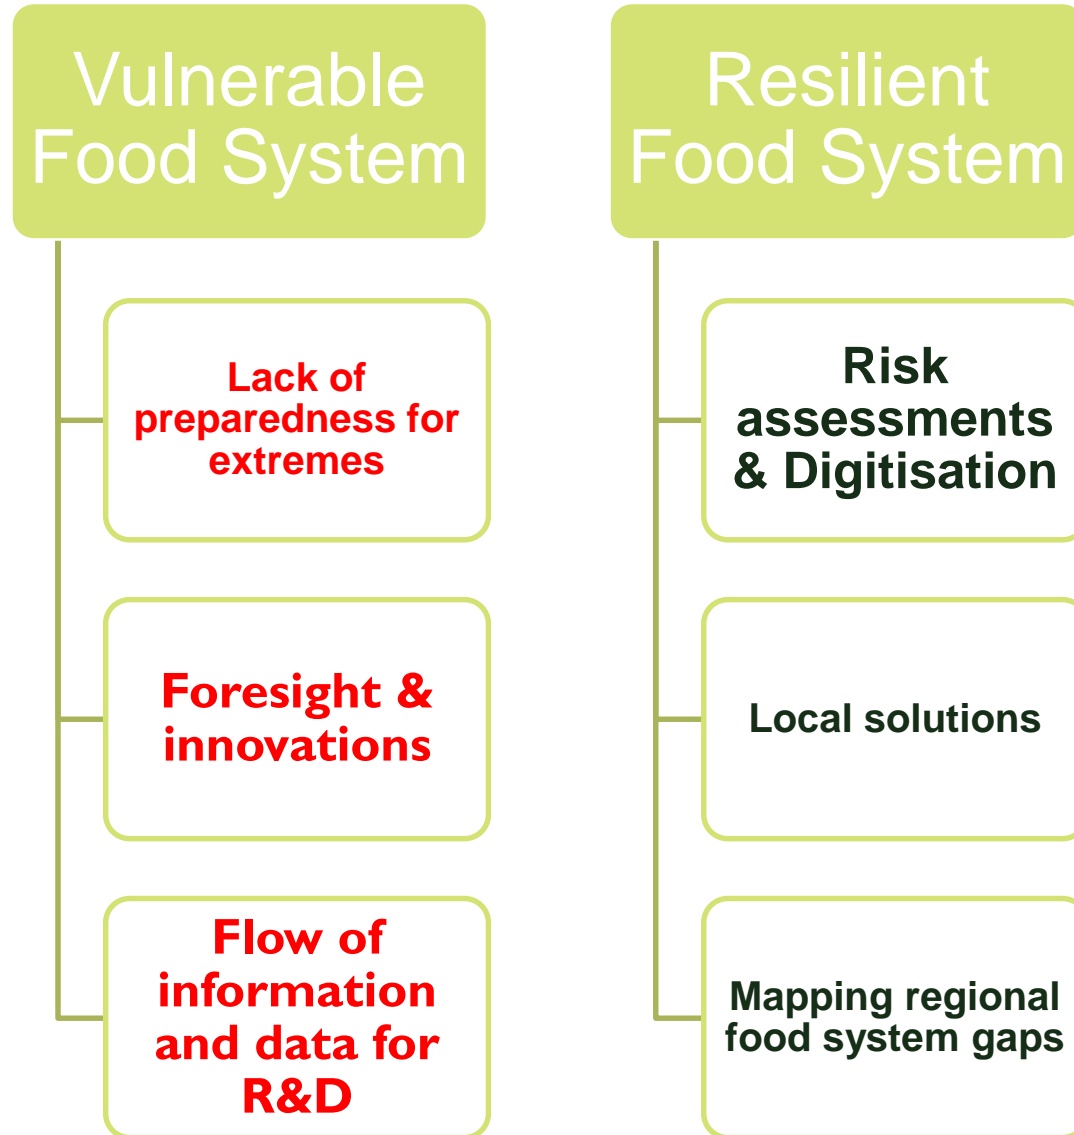 Vulnerable
Food System
Lack of
preparedness for
extremes
Foresight &
innovations
Flow of
information
and data for
R&D
Resilient
Food System
Risk
assessments
& Digitisation
Local solutions
Mapping regional
food system gaps